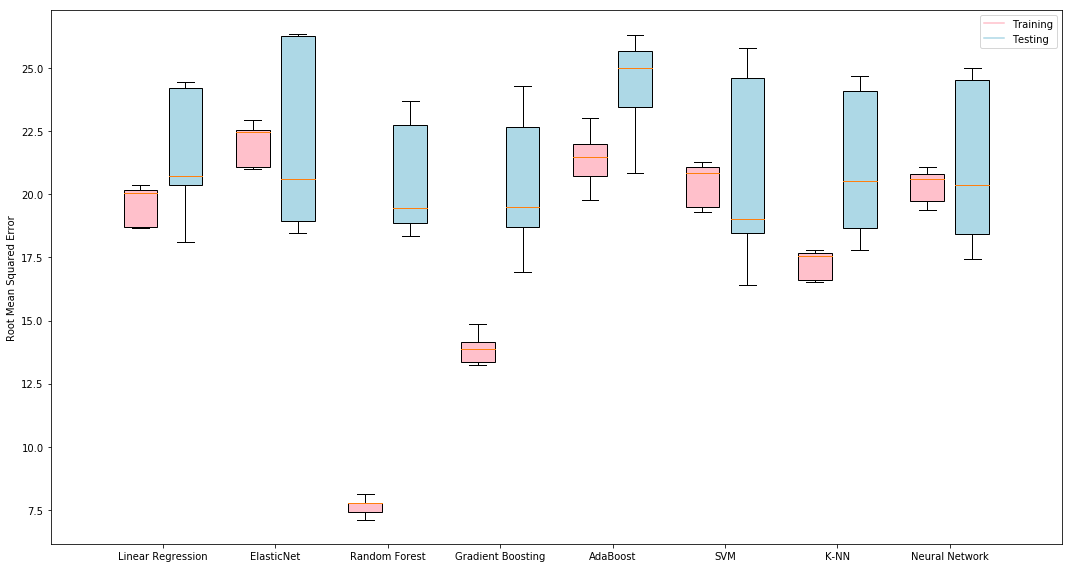 Training
Testing
Root Mean Squared Error
25.0
22.5
20.0
17.5
15.0
12.5
10.0
7.5
Linear Regression
ElasticNet
Random Forest
Gradient Boosting
AdaBoost
SVM
K-NN
Neural Network